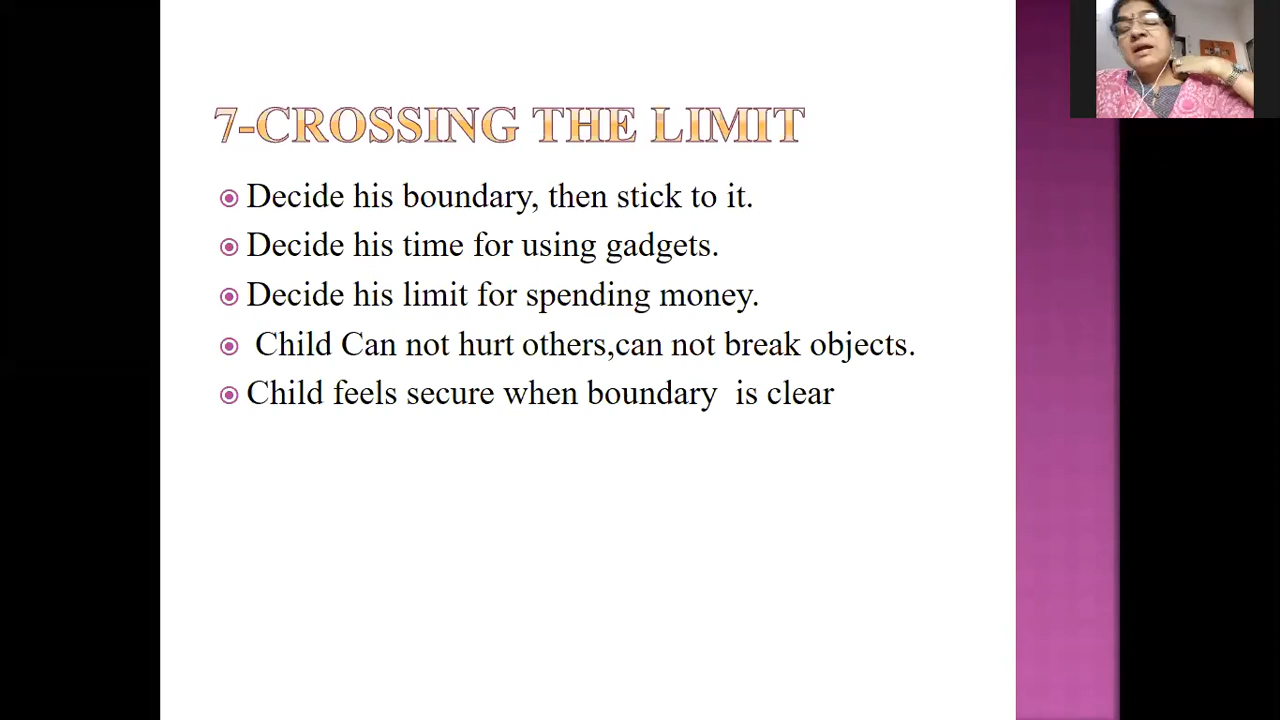 7-CROSSING THE LIMIT
Decide his boundary, then stick to it.
Decide his time for using gadgets.
Decide his limit for spending money.
Child Can not hurt others,can not break objects.
Child feels secure when boundary  is clear